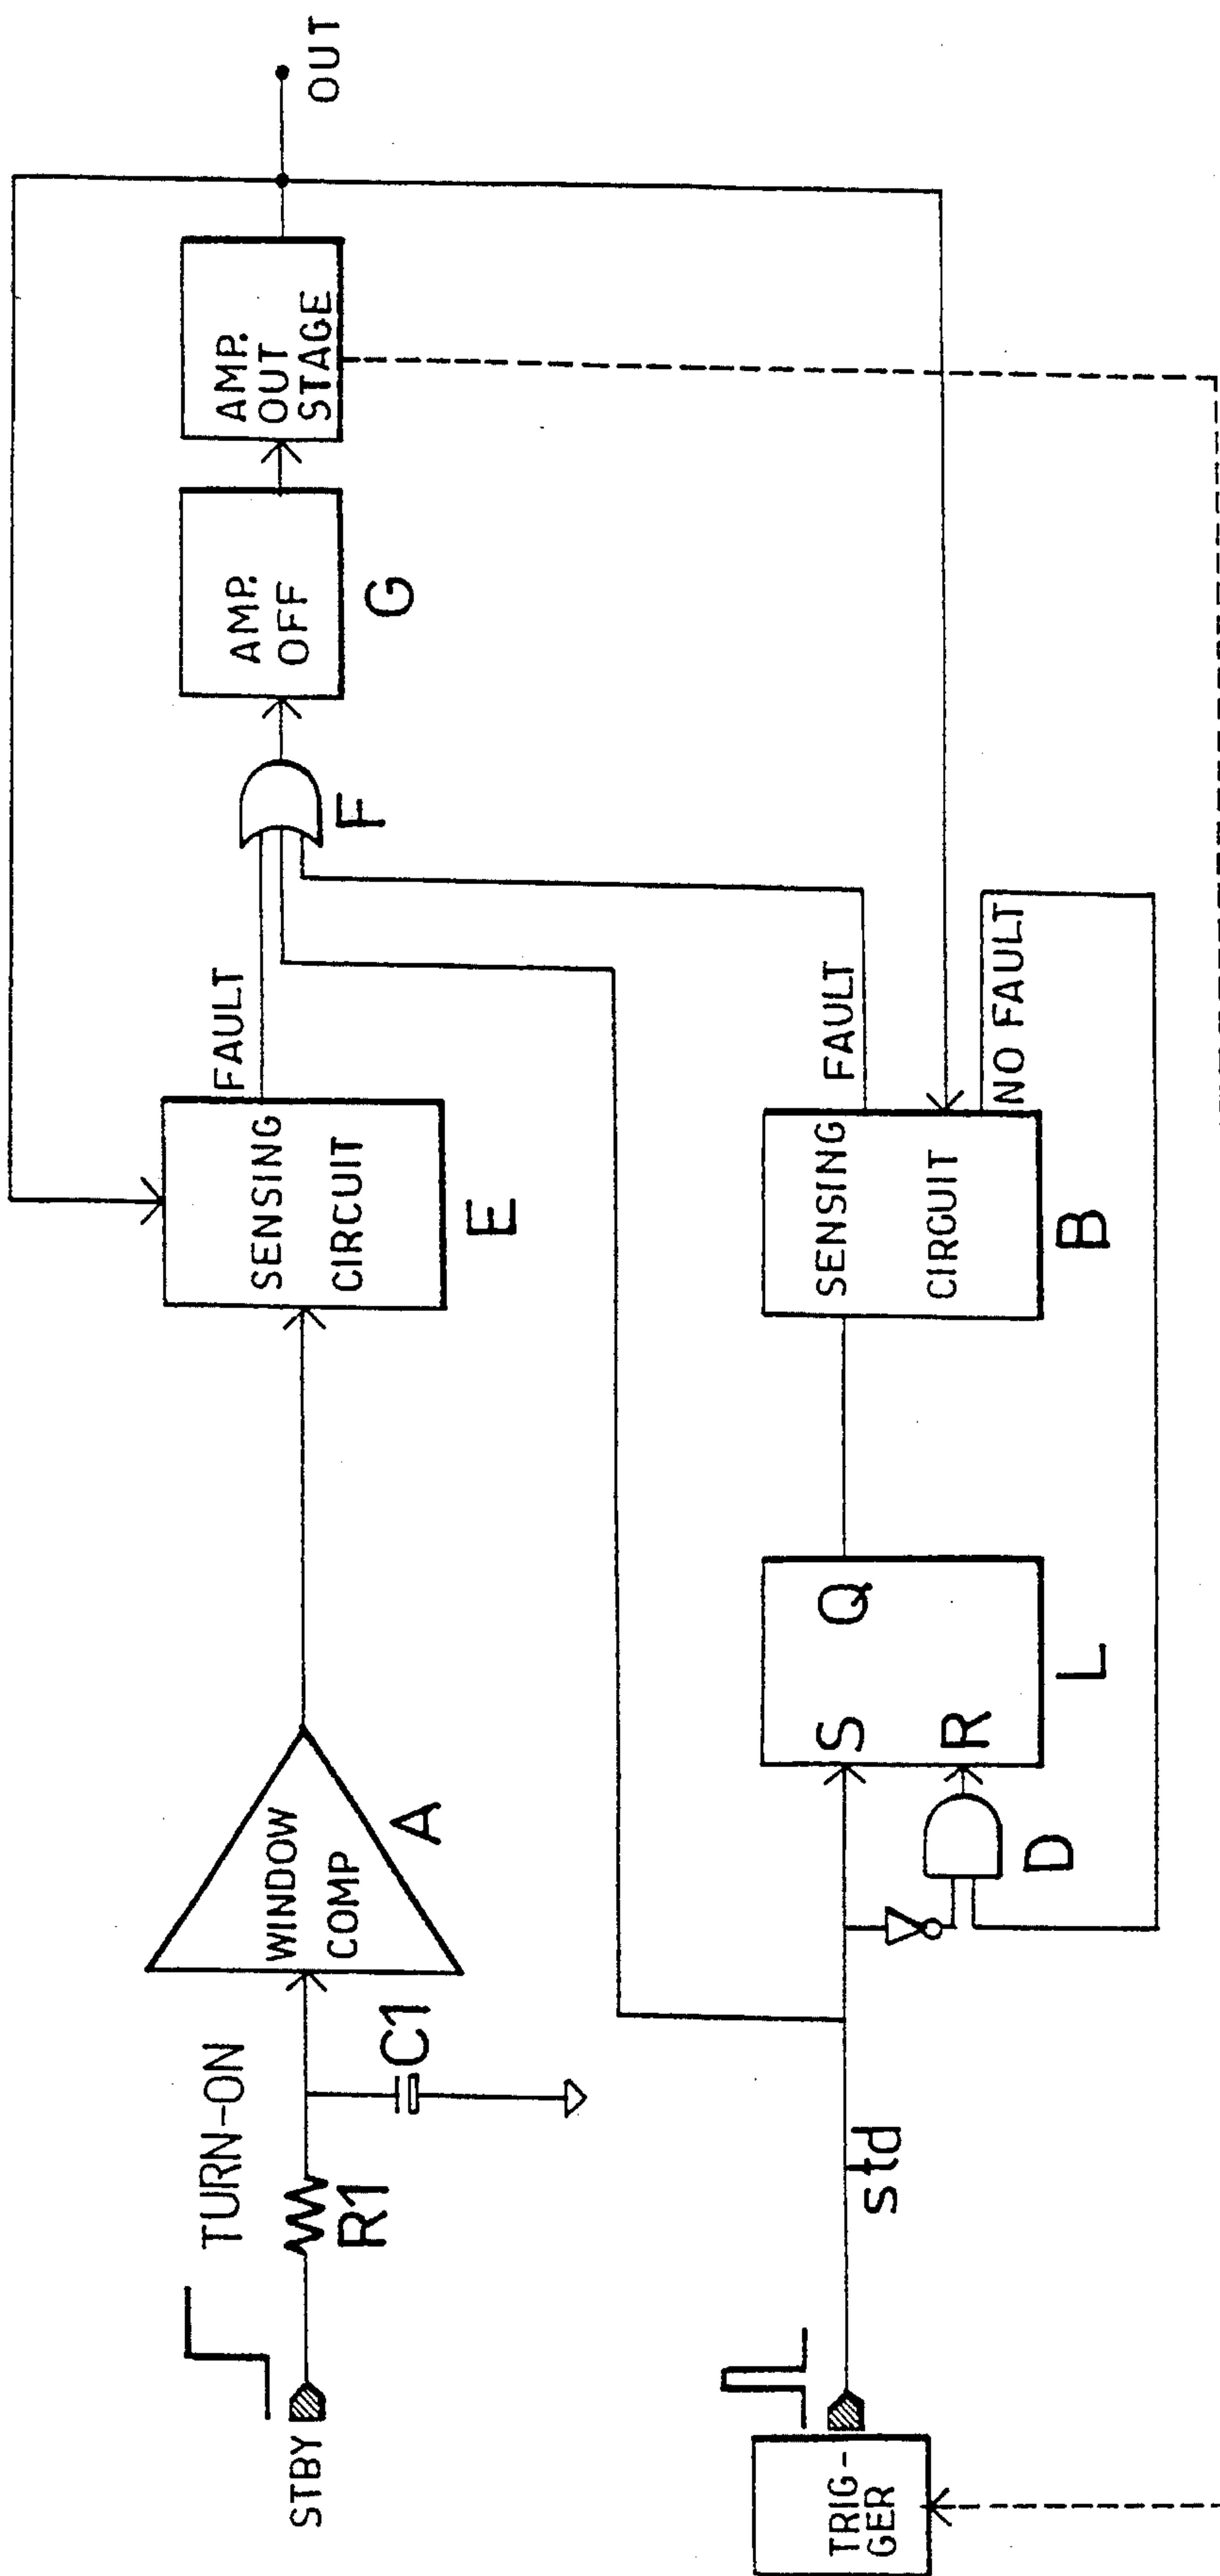 STBY
TURN-ON
R1
C1
WINDOW
COMP
A
SENSING
CIRCUIT
E
FAULT
F
AMP.
OFF
G
AMP.
OUT
STAGE
OUT
TRIG-
GER
std
S
Q
R
L
D
SENSING
CIRCUIT
B
FAULT
NO FAULT